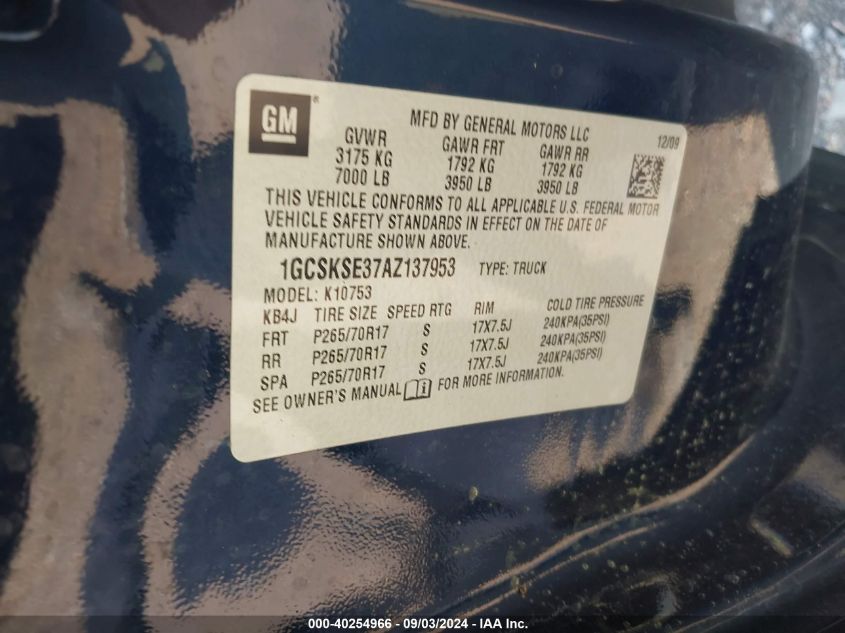 GM ®
MFD BY GENERAL MOTORS LLC
12/09
GVWR GAWR FRT GAWR RR
3175 KG 1792 KG 1792 KG
7000 LB 3950 LB 3950 LB
THIS VEHICLE CONFORMS TO ALL APPLICABLE U.S. FEDERAL MOTOR
VEHICLE SAFETY STANDARDS IN EFFECT ON THE DATE OF
MANUFACTURE SHOWN ABOVE.
1GCSKSE37AZ137953 TYPE: TRUCK
MODEL: K10753
KB4J TIRE SIZE SPEED RTG RIM COLD TIRE PRESSURE
FRT P265/70R17 S 17X7.5J 240KPA(35PSI)
RR P265/70R17 S 17X7.5J 240KPA(35PSI)
SPA P265/70R17 S 17X7.5J 240KPA(35PSI)
SEE OWNER'S MANUAL FOR MORE INFORMATION.
000-40254966 - 09/03/2024 - IAA Inc.